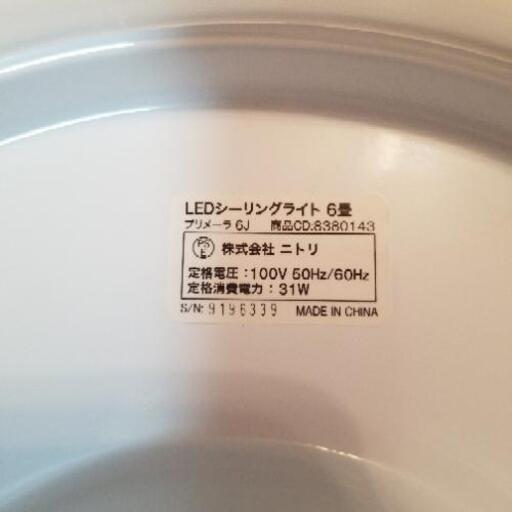 LEDシーリングライト 6畳
プリメーラ 6J 商品CD:8380143
株式会社 ニトリ
定格電圧:100V 50Hz/60Hz
定格消費電力:31W
S/N: 9196339 MADE IN CHINA